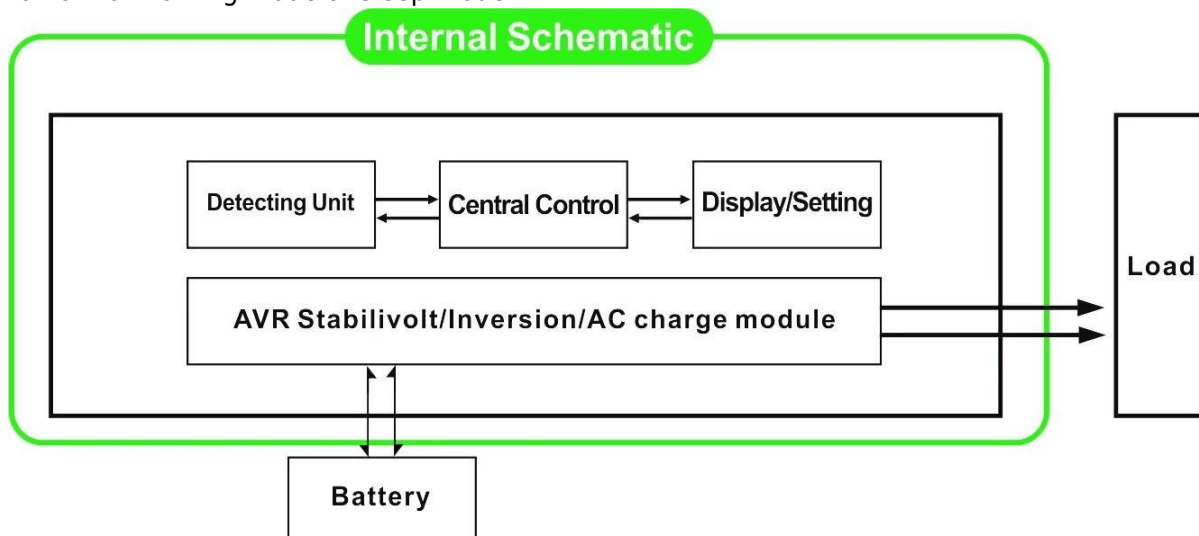 Internal Schematic
Detecting Unit
Central Control
Display/Setting
Load
AVR Stabilivolt/Inversion/AC charge module
Battery